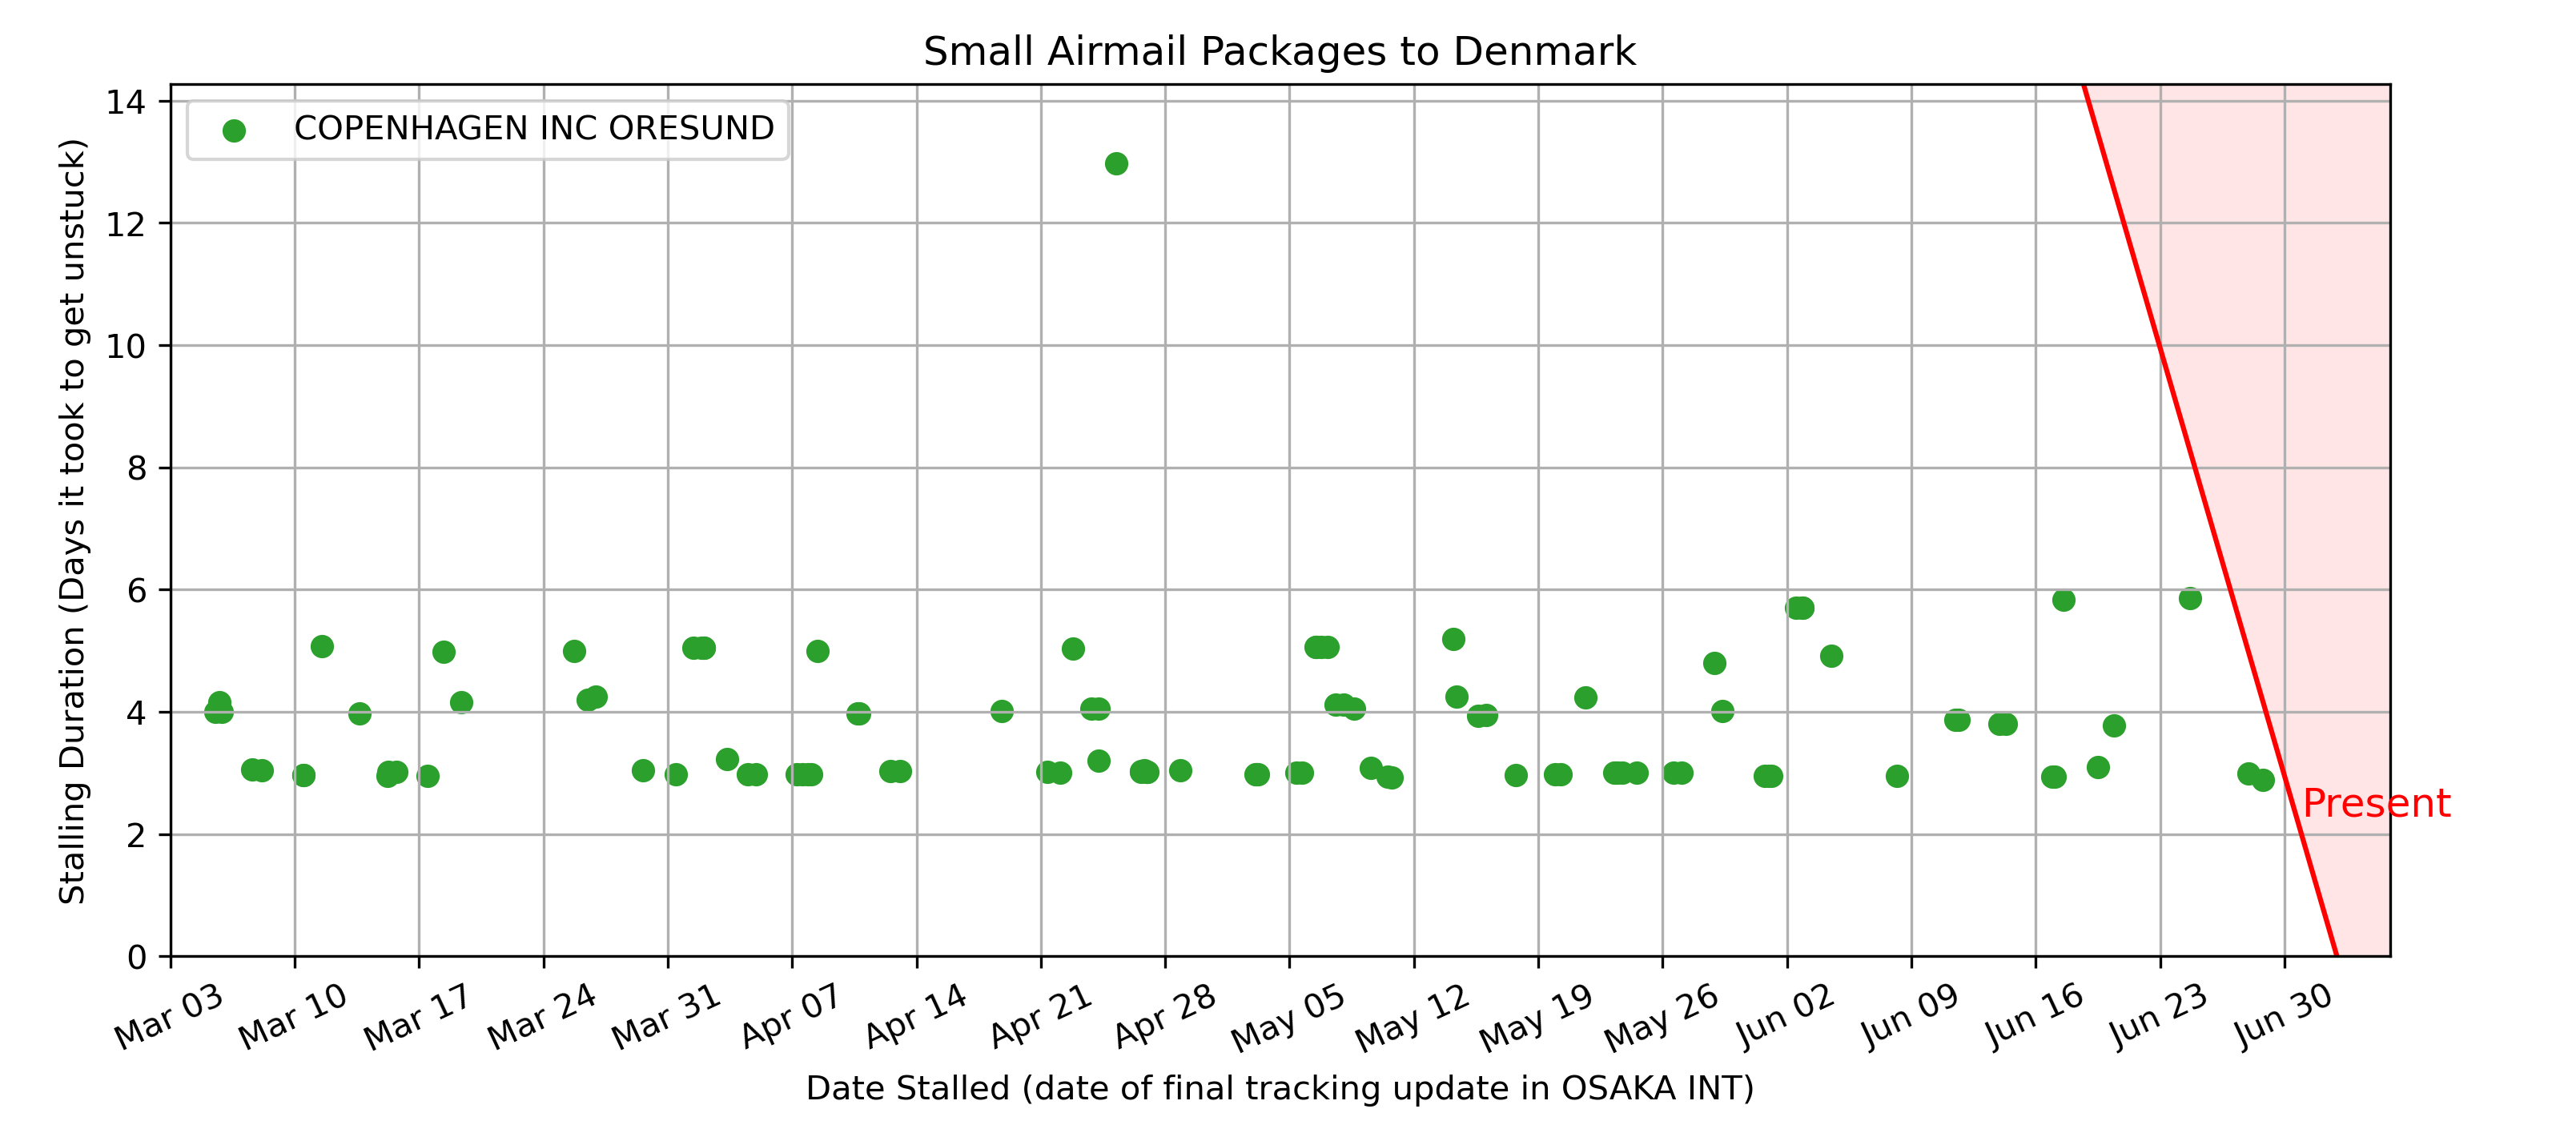 Small Airmail Packages to Denmark
COPENHAGEN INC ORESUND
Stalling Duration (Days it took to get unstuck)
14
12
10
8
6
4
2
0
Present
Mar 03
Mar 10
Mar 17
Mar 24
Mar 31
Apr 07
Apr 14
Apr 21
Apr 28
May 05
May 12
May 19
May 26
Jun 02
Jun 09
Jun 16
Jun 23
Jun 30
Date Stalled (date of final tracking update in OSAKA INT)